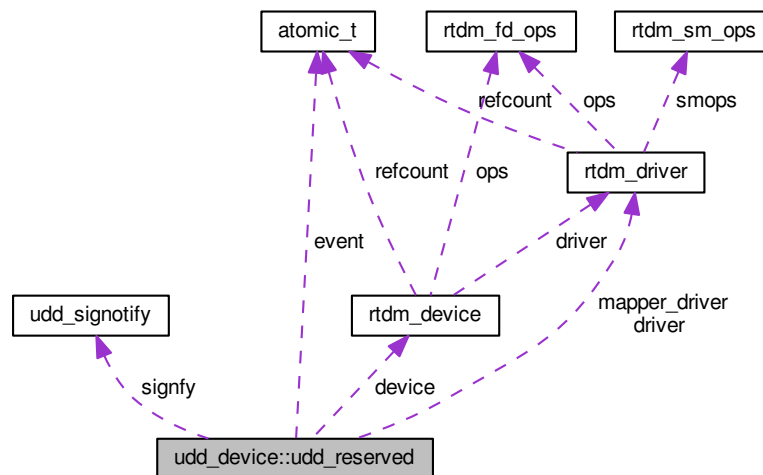 atomic_t
rtdm_fd_ops
rtdm_sm_ops
refcount
ops
smops
rtdm_driver
refcount
ops
event
driver
udd_signotify
rtdm_device
mapper_driver
driver
signfy
device
udd_device::udd_reserved